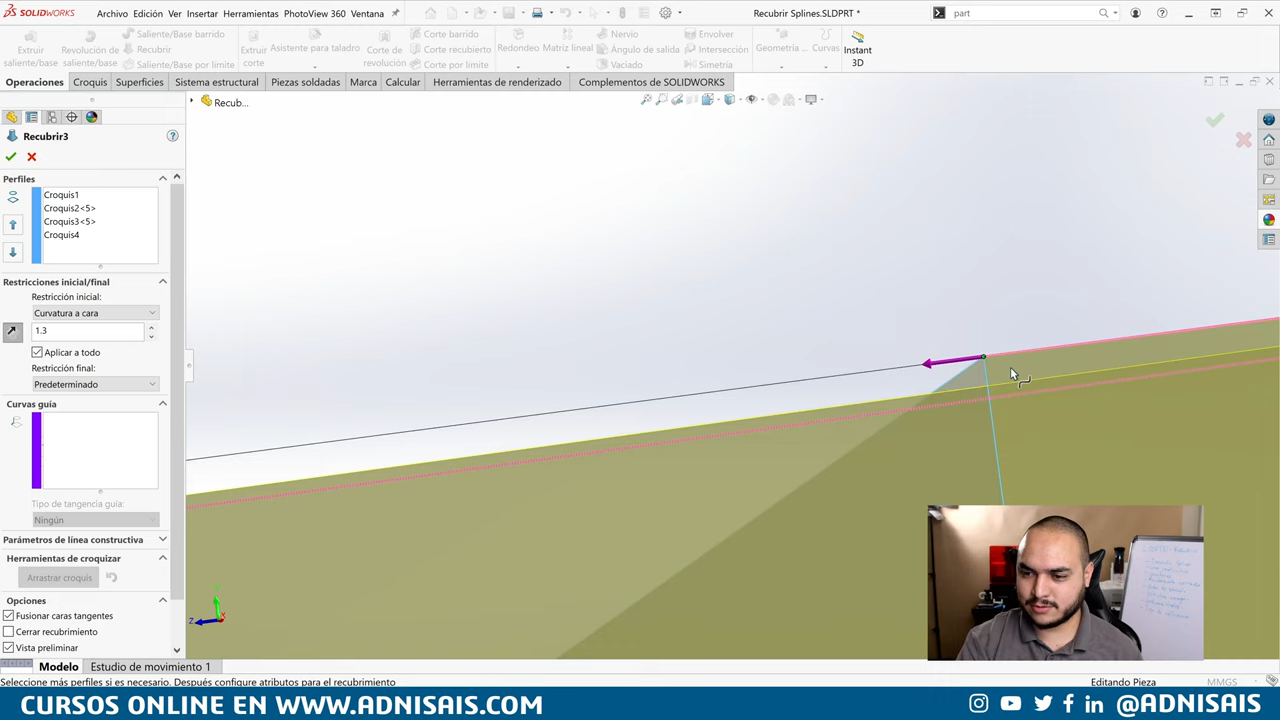 SOLIDWORKS
Archivo Edición Ver Insertar Herramientas PhotoView 360 Ventana
Recubrir Splines.SLDPRT *
part
Extruir saliente/base
Revolución de saliente/base
Saliente/Base barrido
Recubrir
Saliente/Base por límite
Extruir corte
Asistente para taladro
Corte de revolución
Corte barrido
Corte recubierto
Corte por límite
Redondeo
Matriz lineal
Nervio
Ángulo de salida
Vaciado
Envolver
Intersección
Simetría
Geometría ...
Curvas
Instant 3D
Operaciones Croquis Superficies Sistema estructural Piezas soldadas Marca Calcular Herramientas de renderizado Complementos de SOLIDWORKS
Recub...
Recubrir3
Perfiles
Croquis1
Croquis2<5>
Croquis3<5>
Croquis4
Restricciones inicial/final
Restricción inicial:
Curvatura a cara
1.3
Aplicar a todo
Restricción final:
Predeterminado
Curvas guía
Tipo de tangencia guía:
Ningún
Parámetros de línea constructiva
Herramientas de croquizar
Arrastrar croquis
Opciones
Fusionar caras tangentes
Cerrar recubrimiento
Vista preliminar
Z
Modelo Estudio de movimiento 1
Seleccione más perfiles si es necesario. Después configure atributos para el recubrimiento
Editando Pieza
MMGS
CURSOS ONLINE EN WWW.ADNISAIS.COM
@ADNISAIS